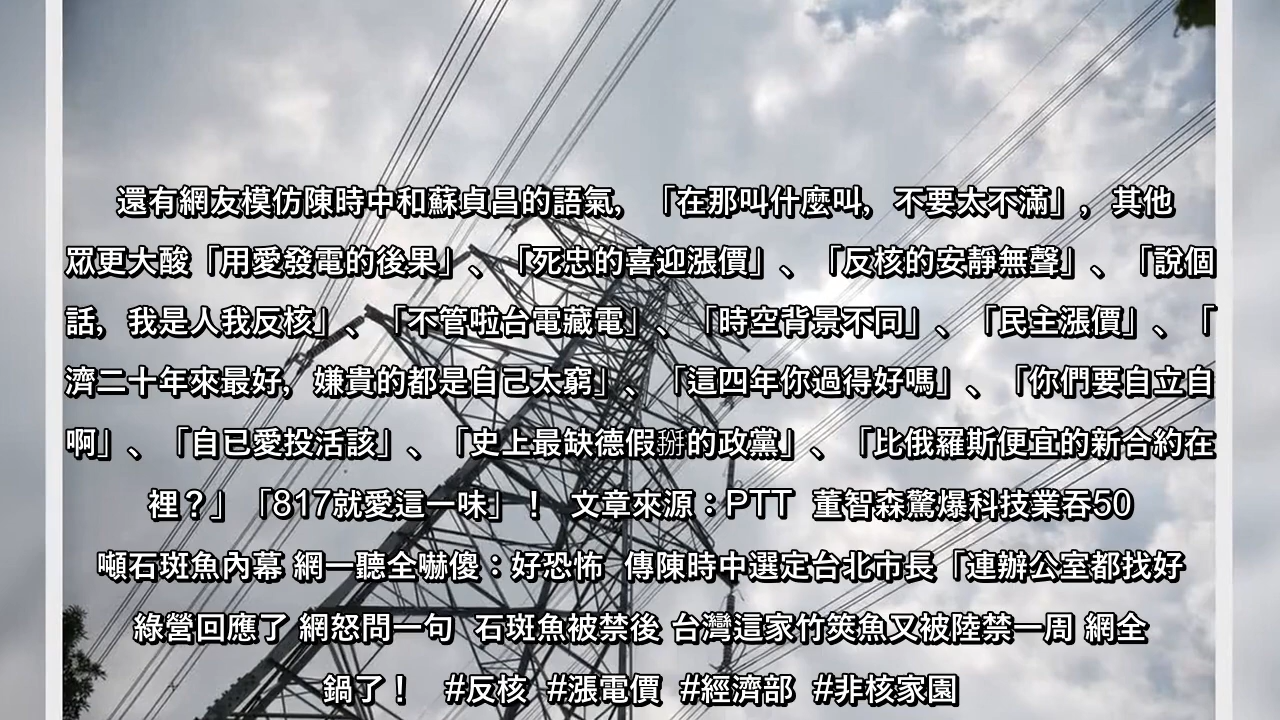 還有網友模仿陳時中和蘇貞昌的語氣，「在那叫什麼叫，不要太不滿」，其他
眾更大酸「用愛發電的後果」、「死忠的喜迎漲價」、「反核的安靜無聲」、「說個
話，我是人我反核」、「不管啦台電藏電」、「時空背景不同」、「民主漲價」、「
濟二十年來最好，嫌貴的都是自己太窮」、「這四年你過得好嗎」、「你們要自立自
啊」、「自已愛投活該」、「史上最缺德假掰的政黨」、「比俄羅斯便宜的新合約在
裡？」「817就愛這一味」！ 文章來源：PTT 董智森驚爆科技業吞50
噸石斑魚內幕 網一聽全嚇傻：好恐怖 傳陳時中選定台北市長「連辦公室都找好
綠營回應了 網怒問一句 石斑魚被禁後 台灣這家竹筴魚又被陸禁一周 網全
鍋了！ #反核 #漲電價 #經濟部 #非核家園